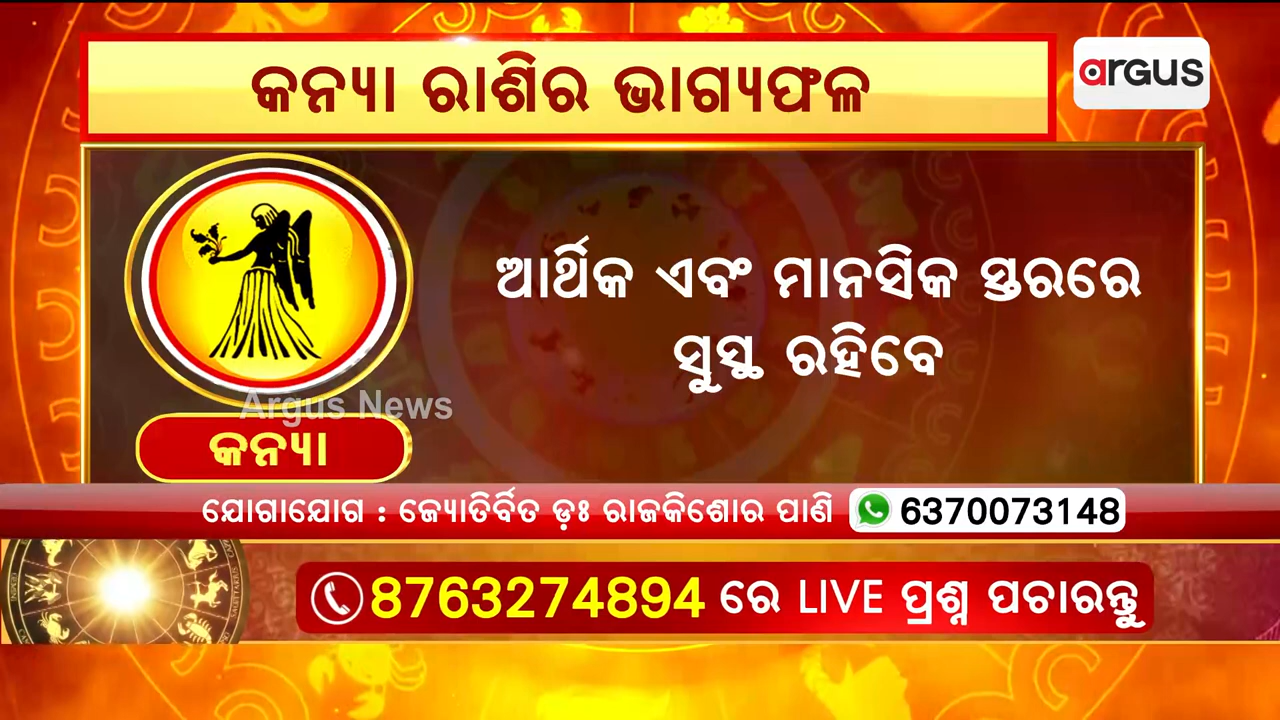 କନ୍ୟା ରାଶିର ଭାଗ୍ୟଫଳ
argus
ଆର୍ଥିକ ଏବଂ ମାନସିକ ସ୍ତରରେ
ସୁସ୍ଥ ରହିବେ
Argus News
କନ୍ୟା
ଯୋଗାଯୋଗ : ଜ୍ୟୋତିର୍ବିତ ଡ଼ଃ ରାଜକିଶୋର ପାଣି 6370073148
8763274894 ରେ LIVE ପ୍ରଶ୍ନ ପଚାରନ୍ତୁ